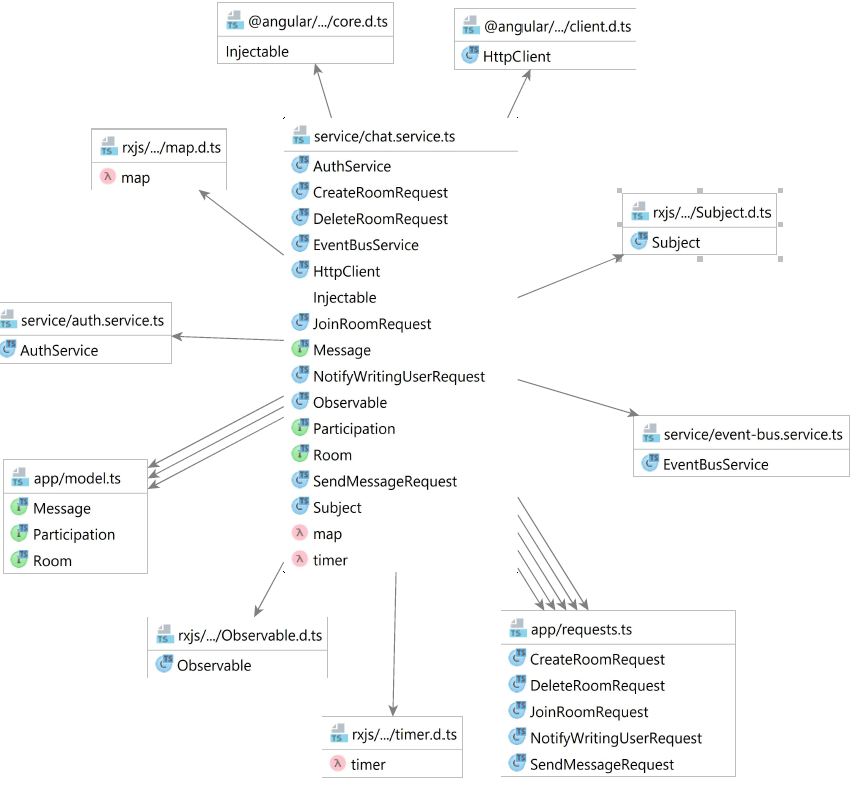 @angular/.../core.d.ts
Injectable
@angular/.../client.d.ts
HttpClient
rxjs/.../map.d.ts
map
service/chat.service.ts
AuthService
CreateRoomRequest
DeleteRoomRequest
EventBusService
HttpClient
Injectable
JoinRoomRequest
Message
NotifyWritingUserRequest
Observable
Participation
Room
SendMessageRequest
Subject
map
timer
rxjs/.../Subject.d.ts
Subject
service/auth.service.ts
AuthService
service/event-bus.service.ts
EventBusService
app/model.ts
Message
Participation
Room
rxjs/.../Observable.d.ts
Observable
rxjs/.../timer.d.ts
timer
app/requests.ts
CreateRoomRequest
DeleteRoomRequest
JoinRoomRequest
NotifyWritingUserRequest
SendMessageRequest